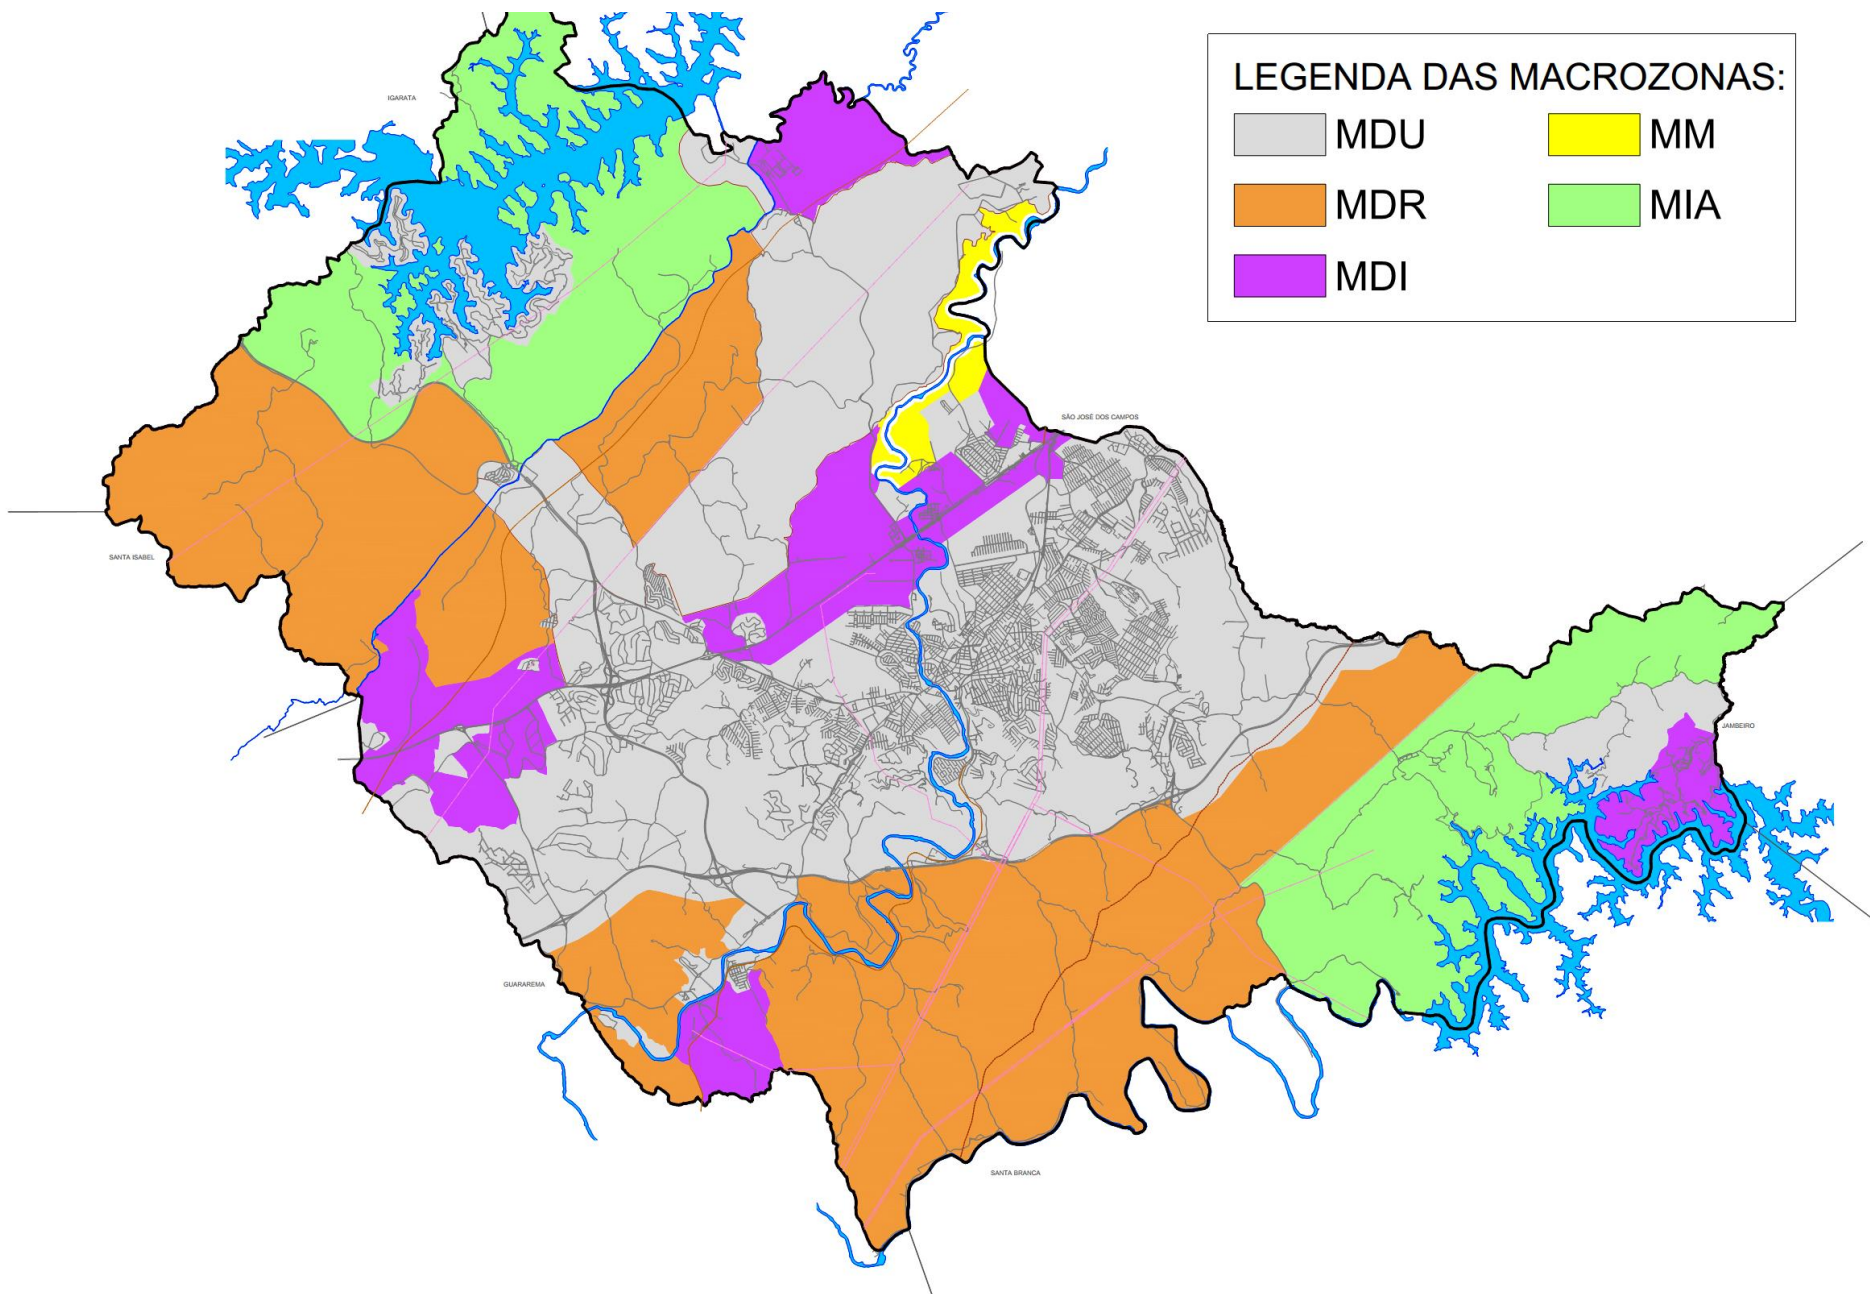 LEGENDA DAS MACROZONAS:
MDU
MM
MDR
MIA
MDI
IGARATA
SÃO JOSÉ DOS CAMPOS
SANTA ISABEL
JAMBEIRO
GUARAREMA
SANTA BRANCA